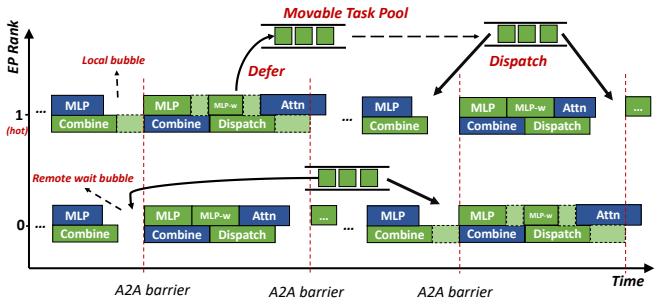 Movable Task Pool
EP Rank
Local bubble
Defer
Dispatch
1
(hot)
... MLP MLP MLP-w Attn ... MLP MLP MLP-w Attn ...
Combine Combine Dispatch Combine Combine Dispatch
Remote wait bubble
0 ... MLP MLP MLP-w Attn ... ... MLP MLP MLP-w Attn
Combine Combine Dispatch Combine Combine Dispatch
A2A barrier A2A barrier A2A barrier Time